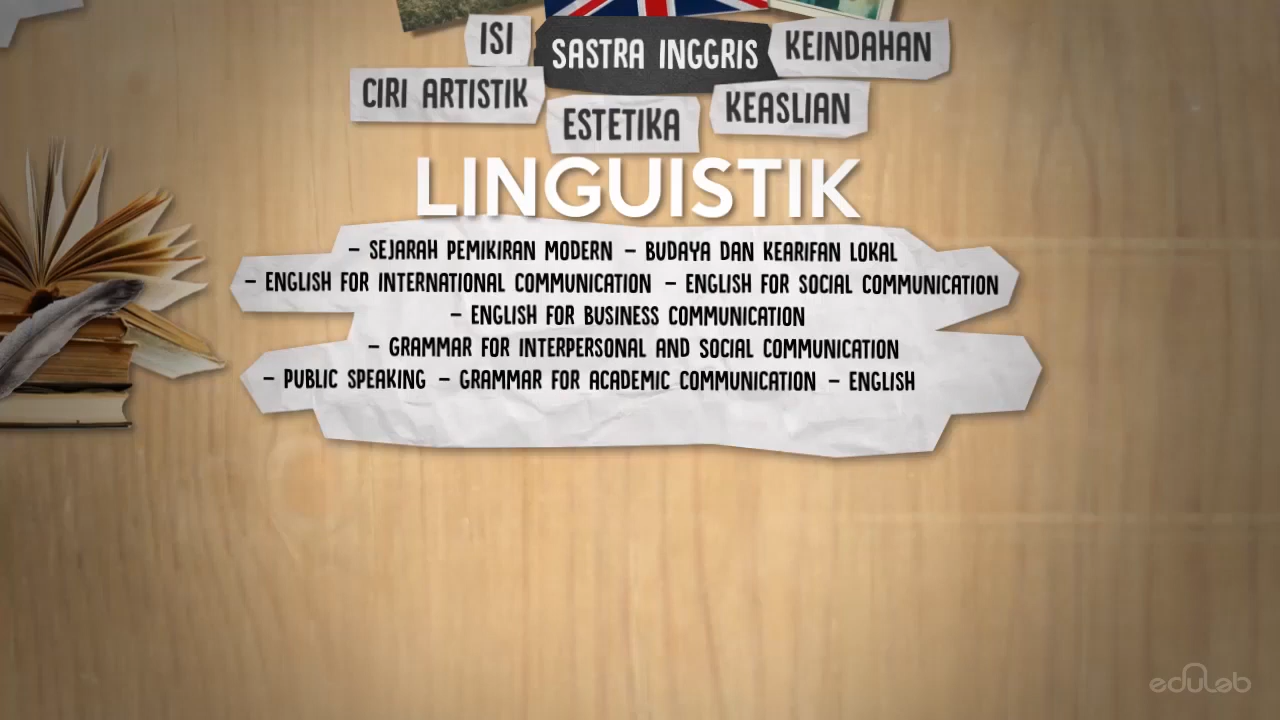 ISI
SASTRA INGGRIS
KEINDAHAN
CIRI ARTISTIK
ESTETIKA
KEASLIAN
LINGUISTIK
– SEJARAH PEMIKIRAN MODERN – BUDAYA DAN KEARIFAN LOKAL
– ENGLISH FOR INTERNATIONAL COMMUNICATION – ENGLISH FOR SOCIAL COMMUNICATION
– ENGLISH FOR BUSINESS COMMUNICATION
– GRAMMAR FOR INTERPERSONAL AND SOCIAL COMMUNICATION
– PUBLIC SPEAKING – GRAMMAR FOR ACADEMIC COMMUNICATION – ENGLISH
edulab